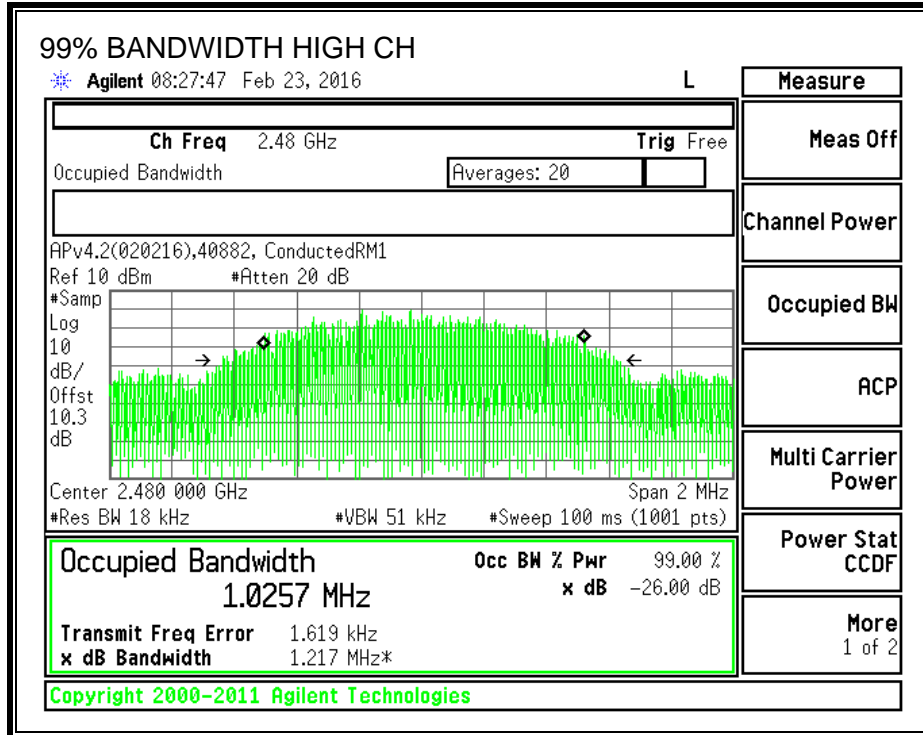 99% BANDWIDTH HIGH CH
Agilent 08:27:47 Feb 23, 2016 L
Measure
Ch Freq 2.48 GHz Trig Free
Meas Off
Occupied Bandwidth Averages: 20
Channel Power
APv4.2(020216),40882, ConductedRM1
Ref 10 dBm #Atten 20 dB
#Samp
Log
10
dB/
Offst
10.3
dB
Occupied BW
ACP
Multi Carrier
Power
Center 2.480 000 GHz Span 2 MHz
#Res BW 18 kHz #VBW 51 kHz #Sweep 100 ms (1001 pts)
Occupied Bandwidth Occ BW % Pwr 99.00 %
1.0257 MHz x dB -26.00 dB
Power Stat
CCDF
Transmit Freq Error 1.619 kHz
x dB Bandwidth 1.217 MHz*
More
1 of 2
Copyright 2000-2011 Agilent Technologies